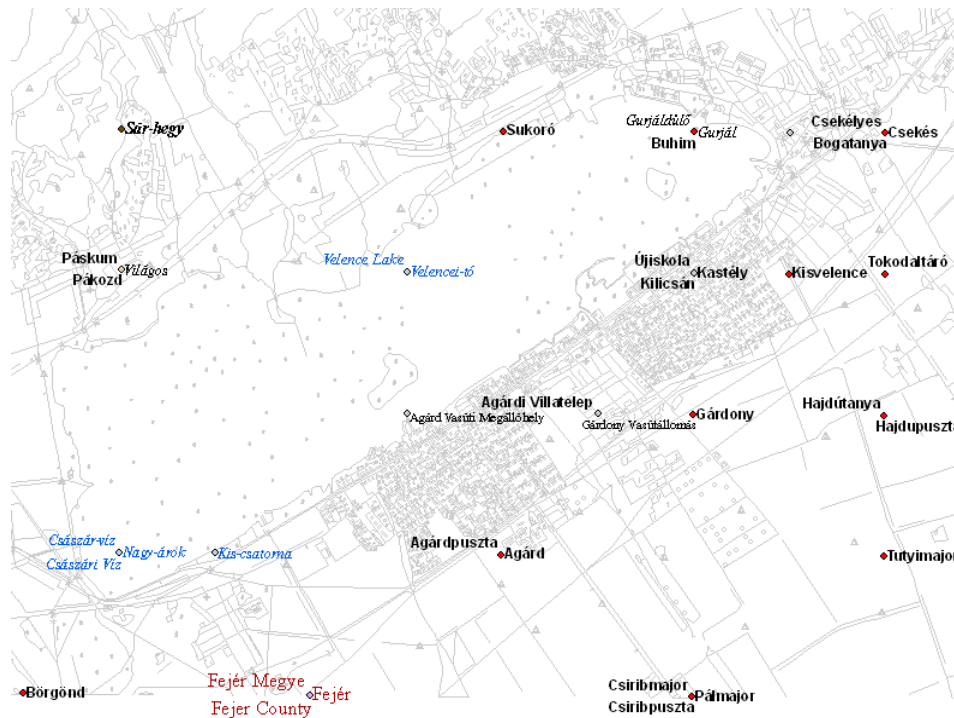 Sár-hegy
Sukoró
Gurjáldűlő
Gurjál
Buhim
Csekélyes
Bogatanya
Csekés
Páskum
Világos
Pákozd
Velence Lake
Velencei-tó
Újiskola
Kastély
Kilicsán
Kisvelence
Tokodaltáró
Agárdi Villatelep
Agárd Vasúti Megállóhely
Gárdony Vasútállomás
Gárdony
Hajdútanya
Hajdupuszta
Császár-víz
Nagy-árok
Császári Víz
Kis-csatorna
Agárdpuszta
Agárd
Tutyimajor
Börgönd
Fejér Megye
Fejér
Fejer County
Csiribmajor
Pálmajor
Csiribpuszta